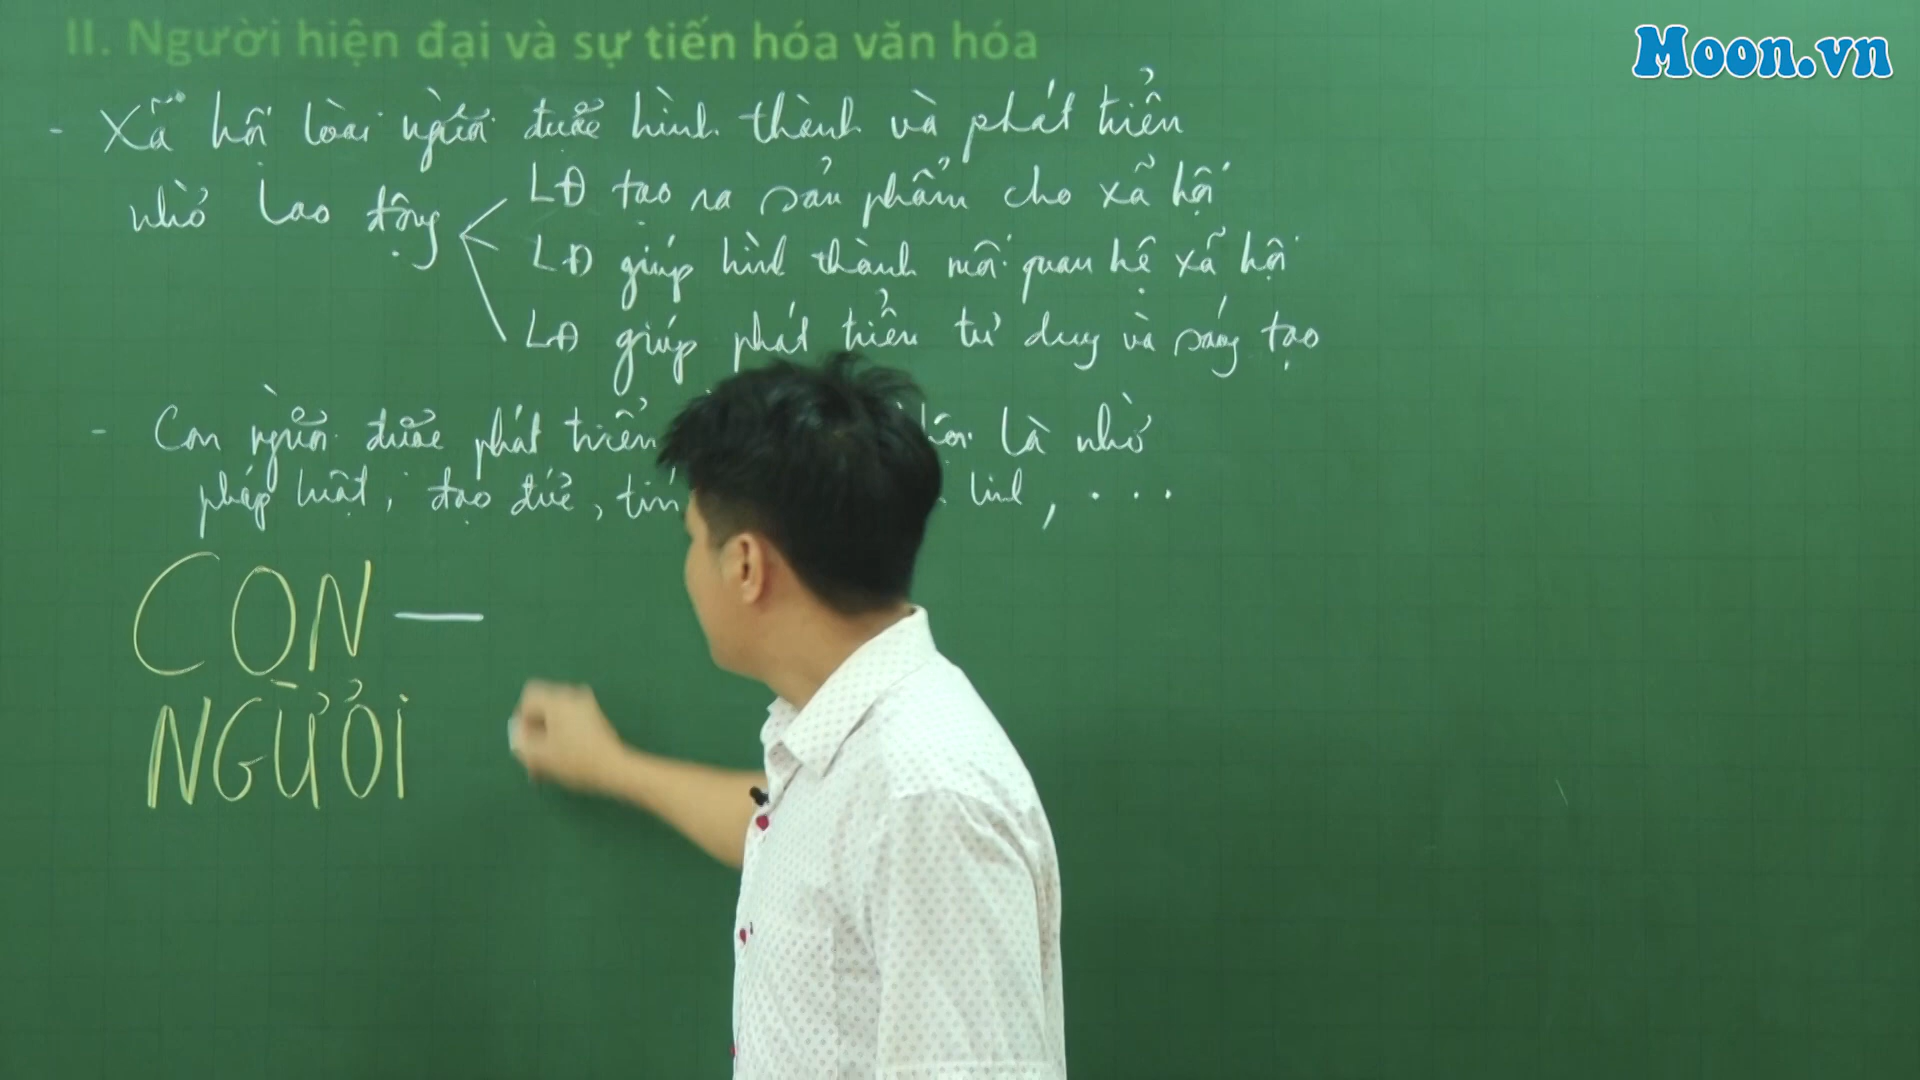 II. Người hiện đại và sự tiến hóa văn hóa
Moon.vn
- Xã hội loài người được hình thành và phát triển
nhờ lao động
LĐ tạo ra sản phẩm cho xã hội
LĐ giúp hình thành mối quan hệ xã hội
LĐ giúp phát triển tư duy và sáng tạo
- Con người được phát triển là nhờ
pháp luật, đạo đức, linh, ...
CON —
NGƯỜI